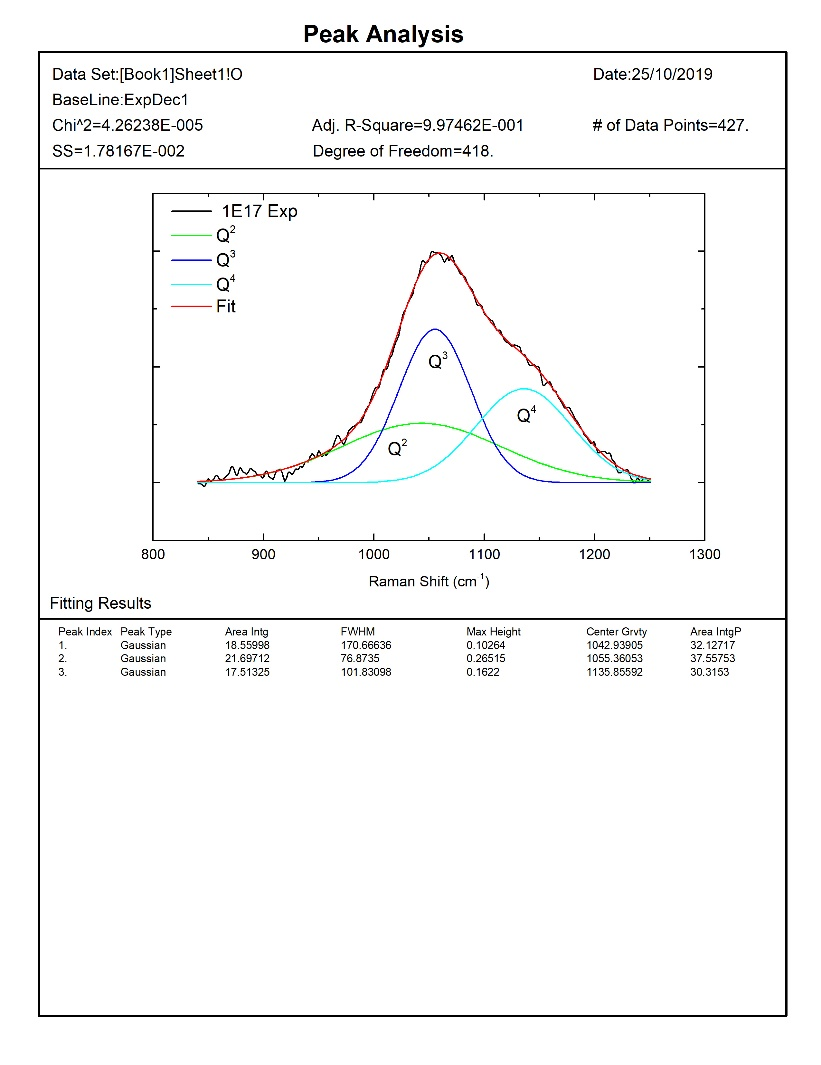 Peak Analysis
Data Set:[Book1]Sheet1!O Date:25/10/2019
BaseLine:ExpDec1
Chi^2=4.26238E-005 Adj. R-Square=9.97462E-001 # of Data Points=427.
SS=1.78167E-002 Degree of Freedom=418.
1E17 Exp
Q²
Q³
Q⁴
Fit
Q³
Q⁴
Q²
800 900 1000 1100 1200 1300
Raman Shift (cm⁻¹)
Fitting Results
Peak Index Peak Type Area Intg FWHM Max Height Center Grvty Area IntgP
1. Gaussian 18.55998 170.66636 0.10264 1042.93905 32.12717
2. Gaussian 21.69712 76.8735 0.26515 1055.36053 37.55753
3. Gaussian 17.51325 101.83098 0.1622 1135.85592 30.3153